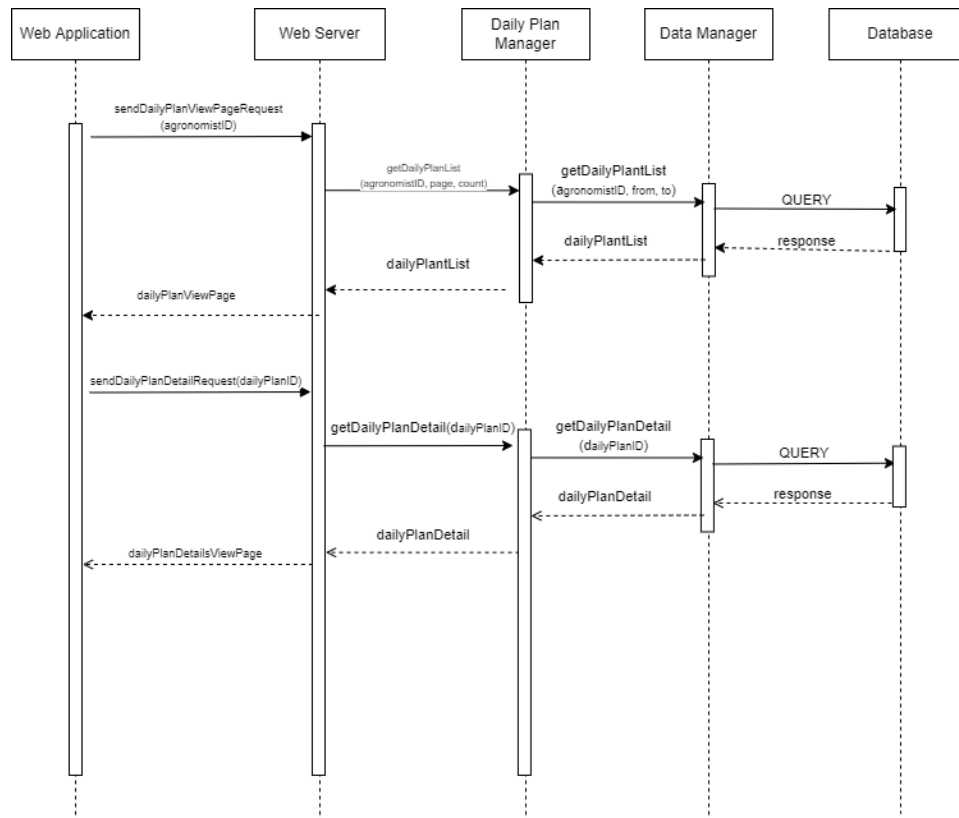 Web Application
Web Server
Daily Plan
Manager
Data Manager
Database
sendDailyPlanViewPageRequest
(agronomistID)
getDailyPlanList
(agronomistID, page, count)
getDailyPlantList
(agronomistID, from, to)
QUERY
response
dailyPlantList
dailyPlantList
dailyPlanViewPage
sendDailyPlanDetailRequest(dailyPlanID)
getDailyPlanDetail(dailyPlanID)
getDailyPlanDetail
(dailyPlanID)
QUERY
response
dailyPlanDetail
dailyPlanDetail
dailyPlanDetailsViewPage